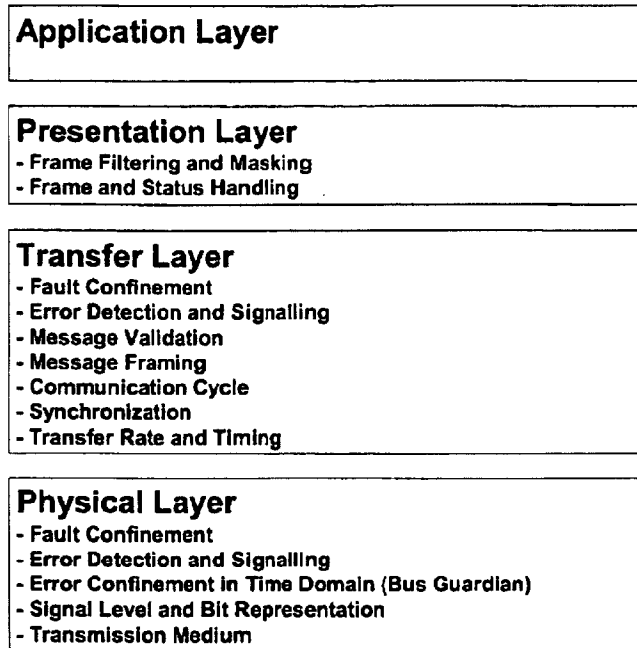 Application Layer
Presentation Layer
- Frame Filtering and Masking
- Frame and Status Handling
Transfer Layer
- Fault Confinement
- Error Detection and Signalling
- Message Validation
- Message Framing
- Communication Cycle
- Synchronization
- Transfer Rate and Timing
Physical Layer
- Fault Confinement
- Error Detection and Signalling
- Error Confinement in Time Domain (Bus Guardian)
- Signal Level and Bit Representation
- Transmission Medium